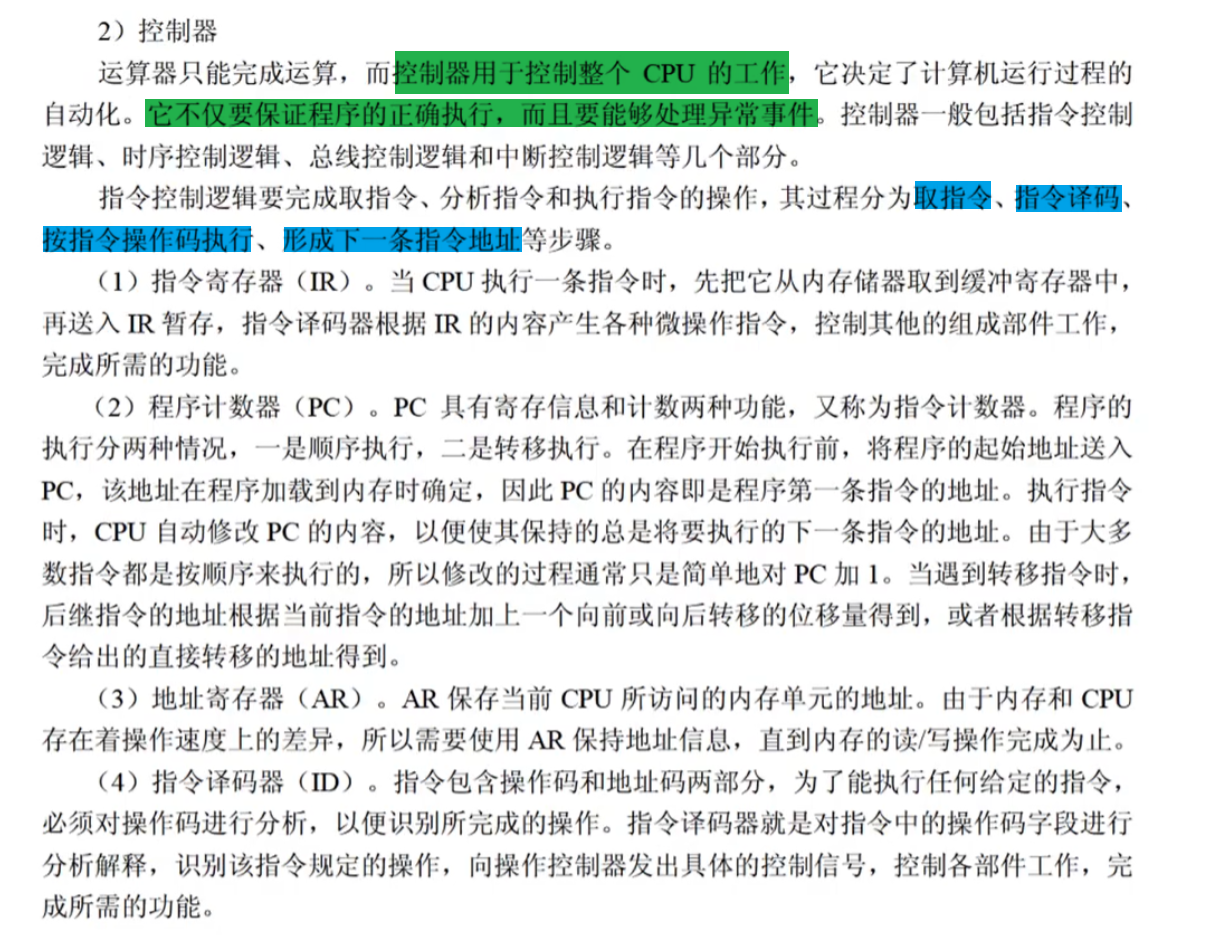 2）控制器
运算器只能完成运算，而控制器用于控制整个 CPU 的工作，它决定了计算机运行过程的
自动化。它不仅要保证程序的正确执行，而且要能够处理异常事件。控制器一般包括指令控制
逻辑、时序控制逻辑、总线控制逻辑和中断控制逻辑等几个部分。
指令控制逻辑要完成取指令、分析指令和执行指令的操作，其过程分为取指令、指令译码、
按指令操作码执行、形成下一条指令地址等步骤。
（1）指令寄存器（IR）。当 CPU 执行一条指令时，先把它从内存储器取到缓冲寄存器中，
再送入 IR 暂存，指令译码器根据 IR 的内容产生各种微操作指令，控制其他的组成部件工作，
完成所需的功能。
（2）程序计数器（PC）。PC 具有寄存信息和计数两种功能，又称为指令计数器。程序的
执行分两种情况，一是顺序执行，二是转移执行。在程序开始执行前，将程序的起始地址送入
PC，该地址在程序加载到内存时确定，因此 PC 的内容即是程序第一条指令的地址。执行指令
时，CPU 自动修改 PC 的内容，以便使其保持的总是将要执行的下一条指令的地址。由于大多
数指令都是按顺序来执行的，所以修改的过程通常只是简单地对 PC 加 1。当遇到转移指令时，
后继指令的地址根据当前指令的地址加上一个向前或向后转移的位移量得到，或者根据转移指
令给出的直接转移的地址得到。
（3）地址寄存器（AR）。AR 保存当前 CPU 所访问的内存单元的地址。由于内存和 CPU
存在着操作速度上的差异，所以需要使用 AR 保持地址信息，直到内存的读/写操作完成为止。
（4）指令译码器（ID）。指令包含操作码和地址码两部分，为了能执行任何给定的指令，
必须对操作码进行分析，以便识别所完成的操作。指令译码器就是对指令中的操作码字段进行
分析解释，识别该指令规定的操作，向操作控制器发出具体的控制信号，控制各部件工作，完
成所需的功能。